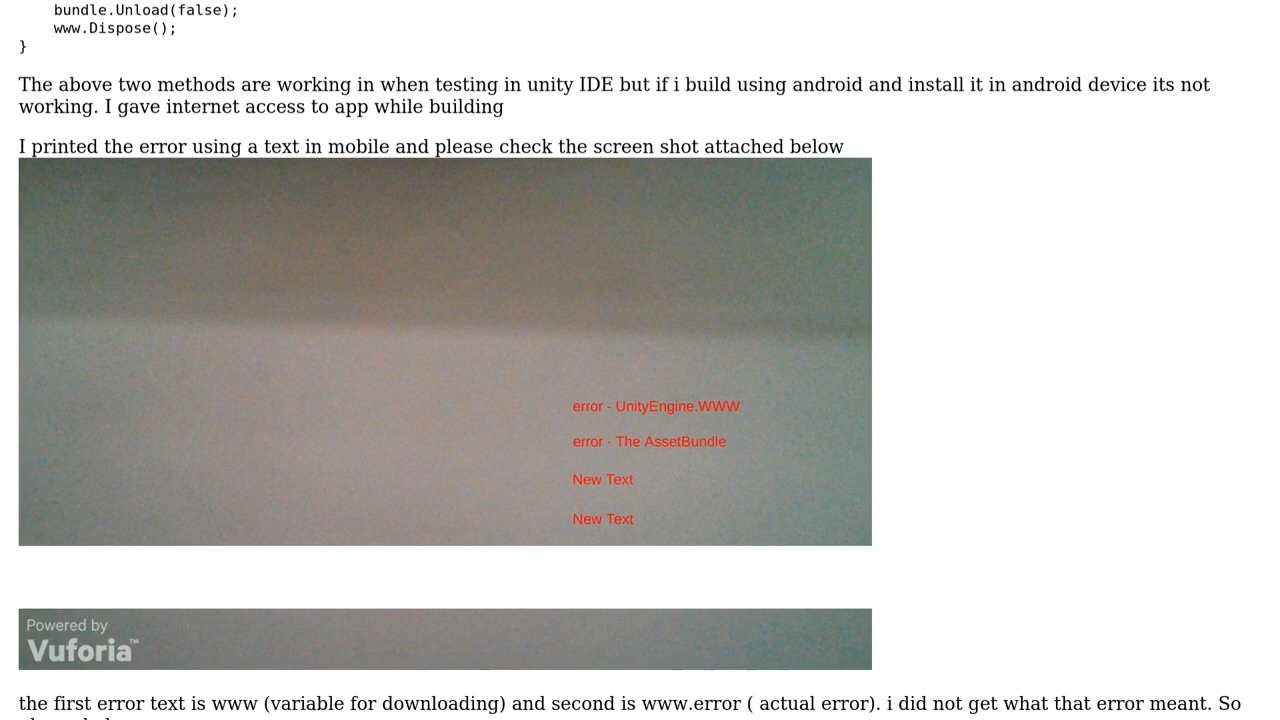 bundle.Unload(false);
www.Dispose();
}
The above two methods are working in when testing in unity IDE but if i build using android and install it in android device its not
working. I gave internet access to app while building
I printed the error using a text in mobile and please check the screen shot attached below
error - UnityEngine.WWW
error - The AssetBundle
New Text
New Text
Powered by
Vuforia™
the first error text is www (variable for downloading) and second is www.error ( actual error). i did not get what that error meant. So